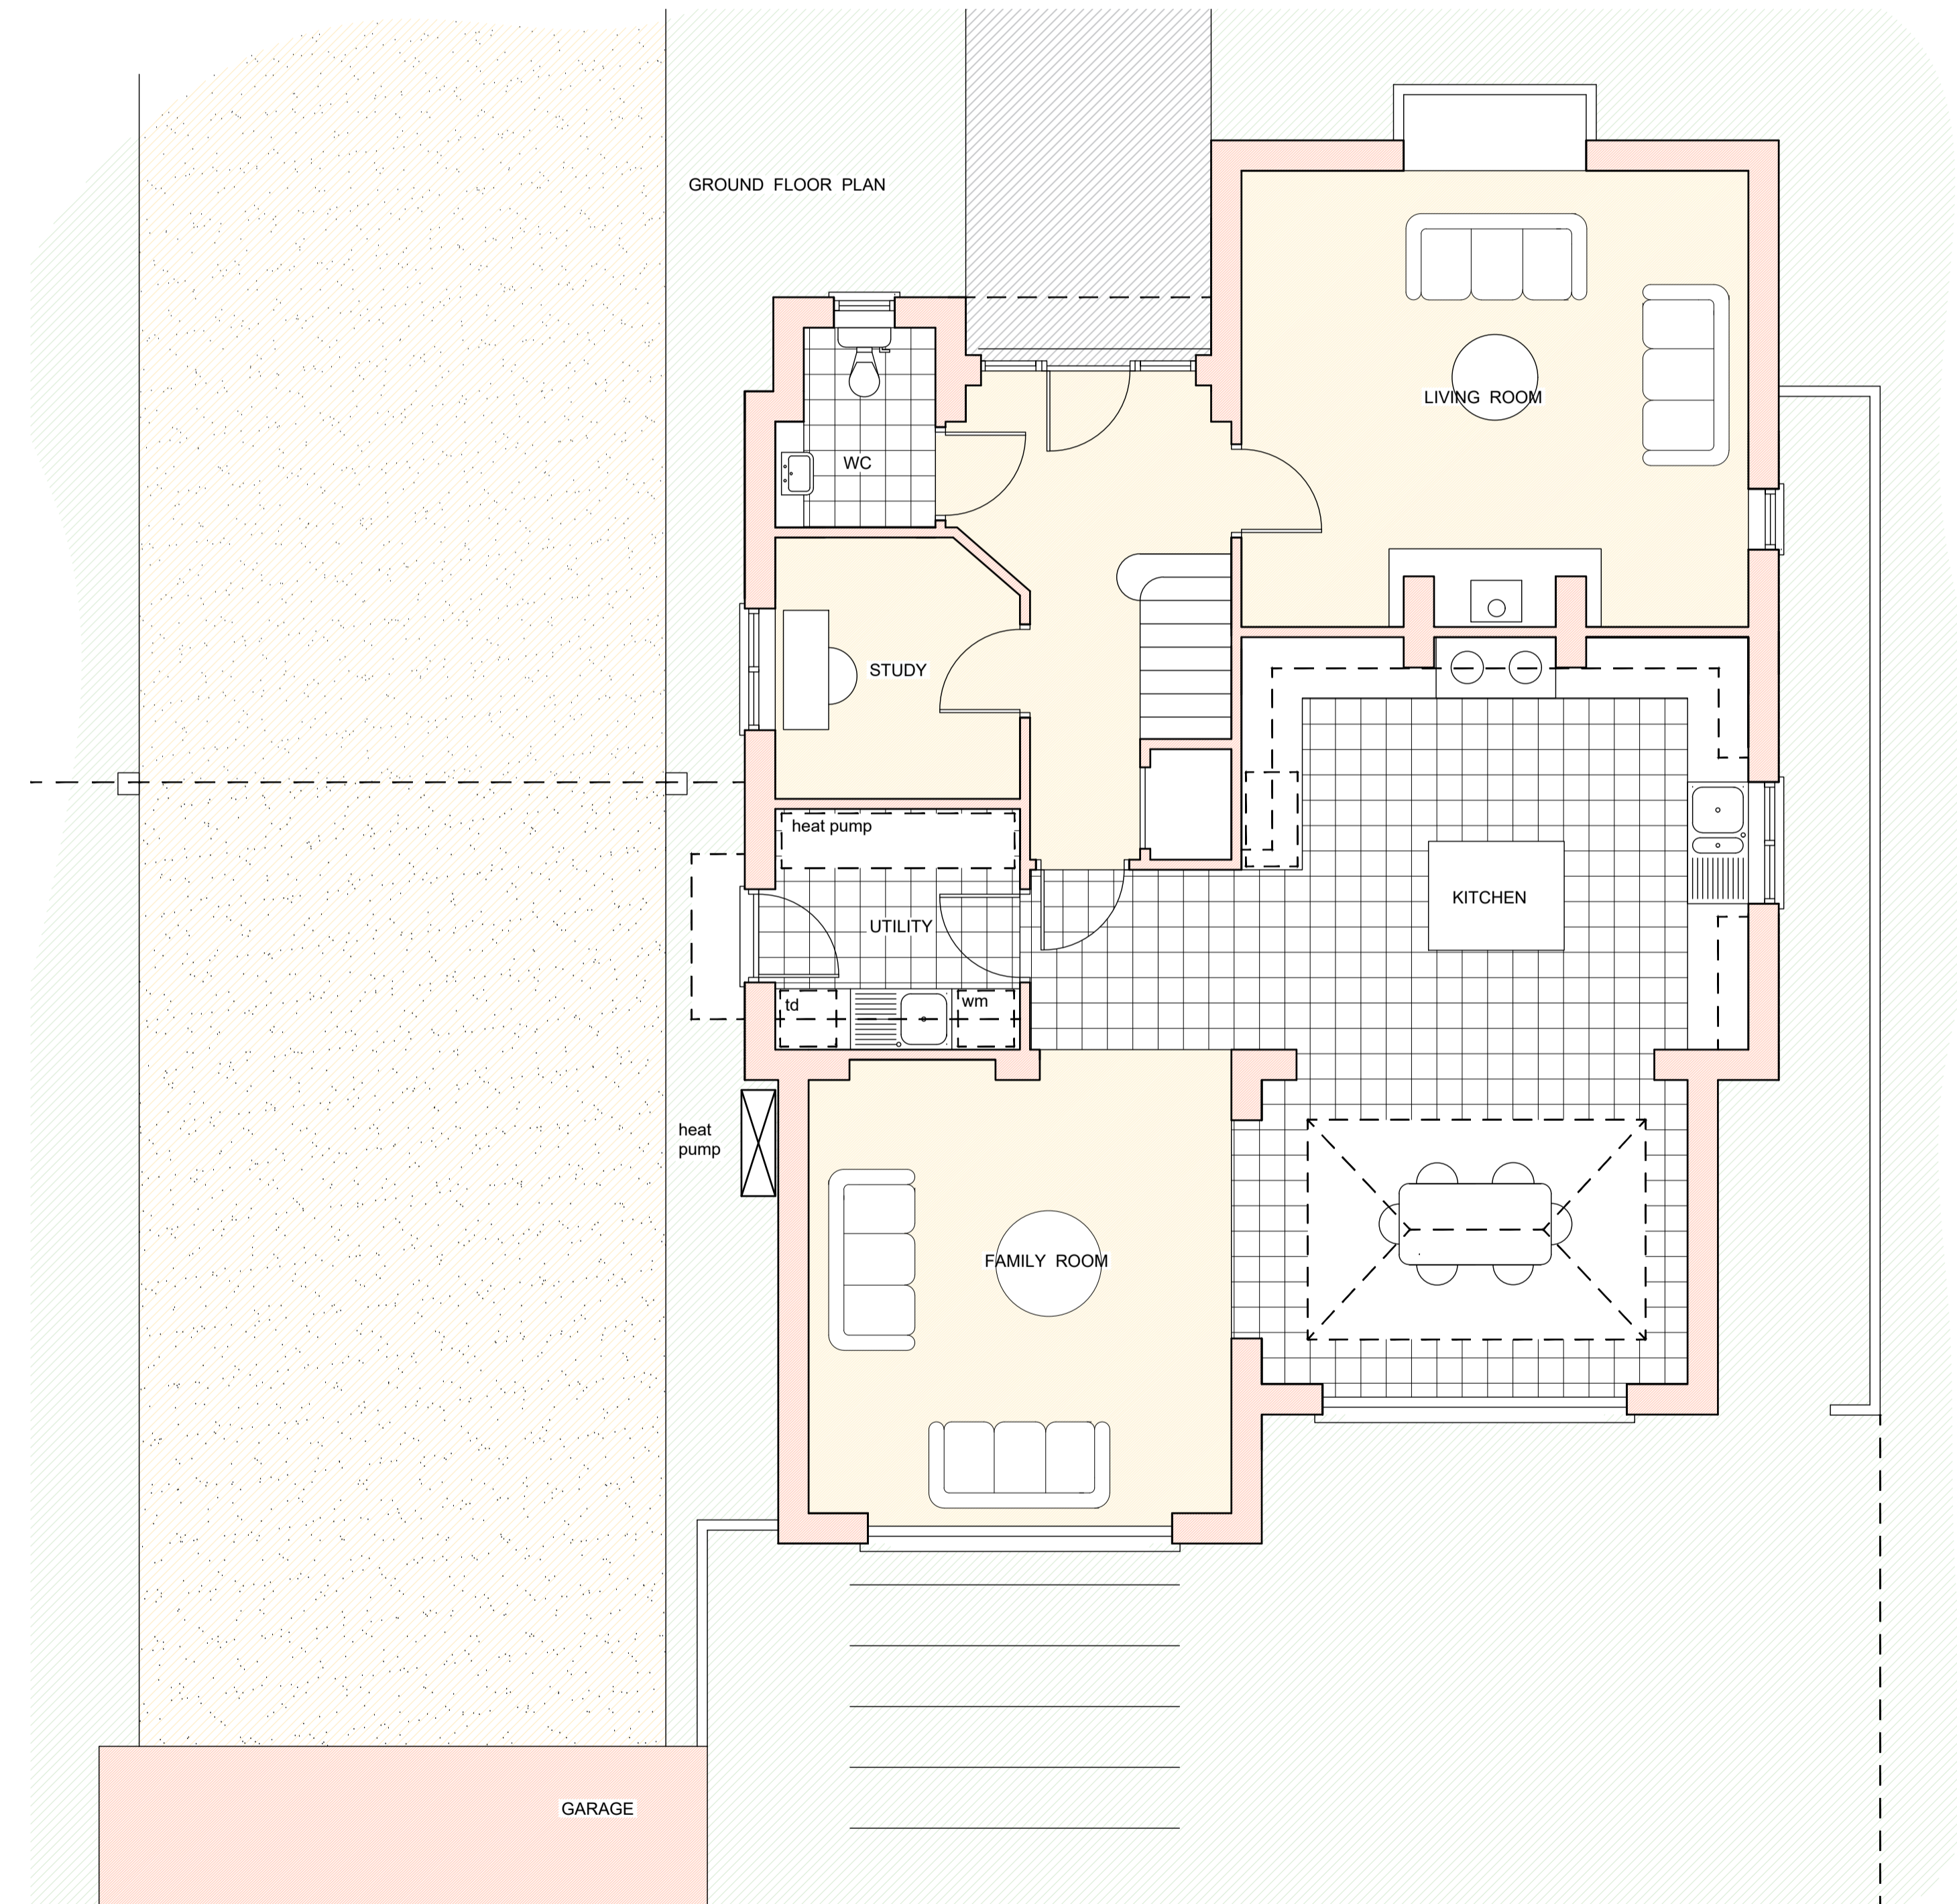 GROUND FLOOR PLAN
LIVING ROOM
WC
STUDY
heat pump
KITCHEN
UTILITY
td
wm
heat
pump
FAMILY ROOM
GARAGE